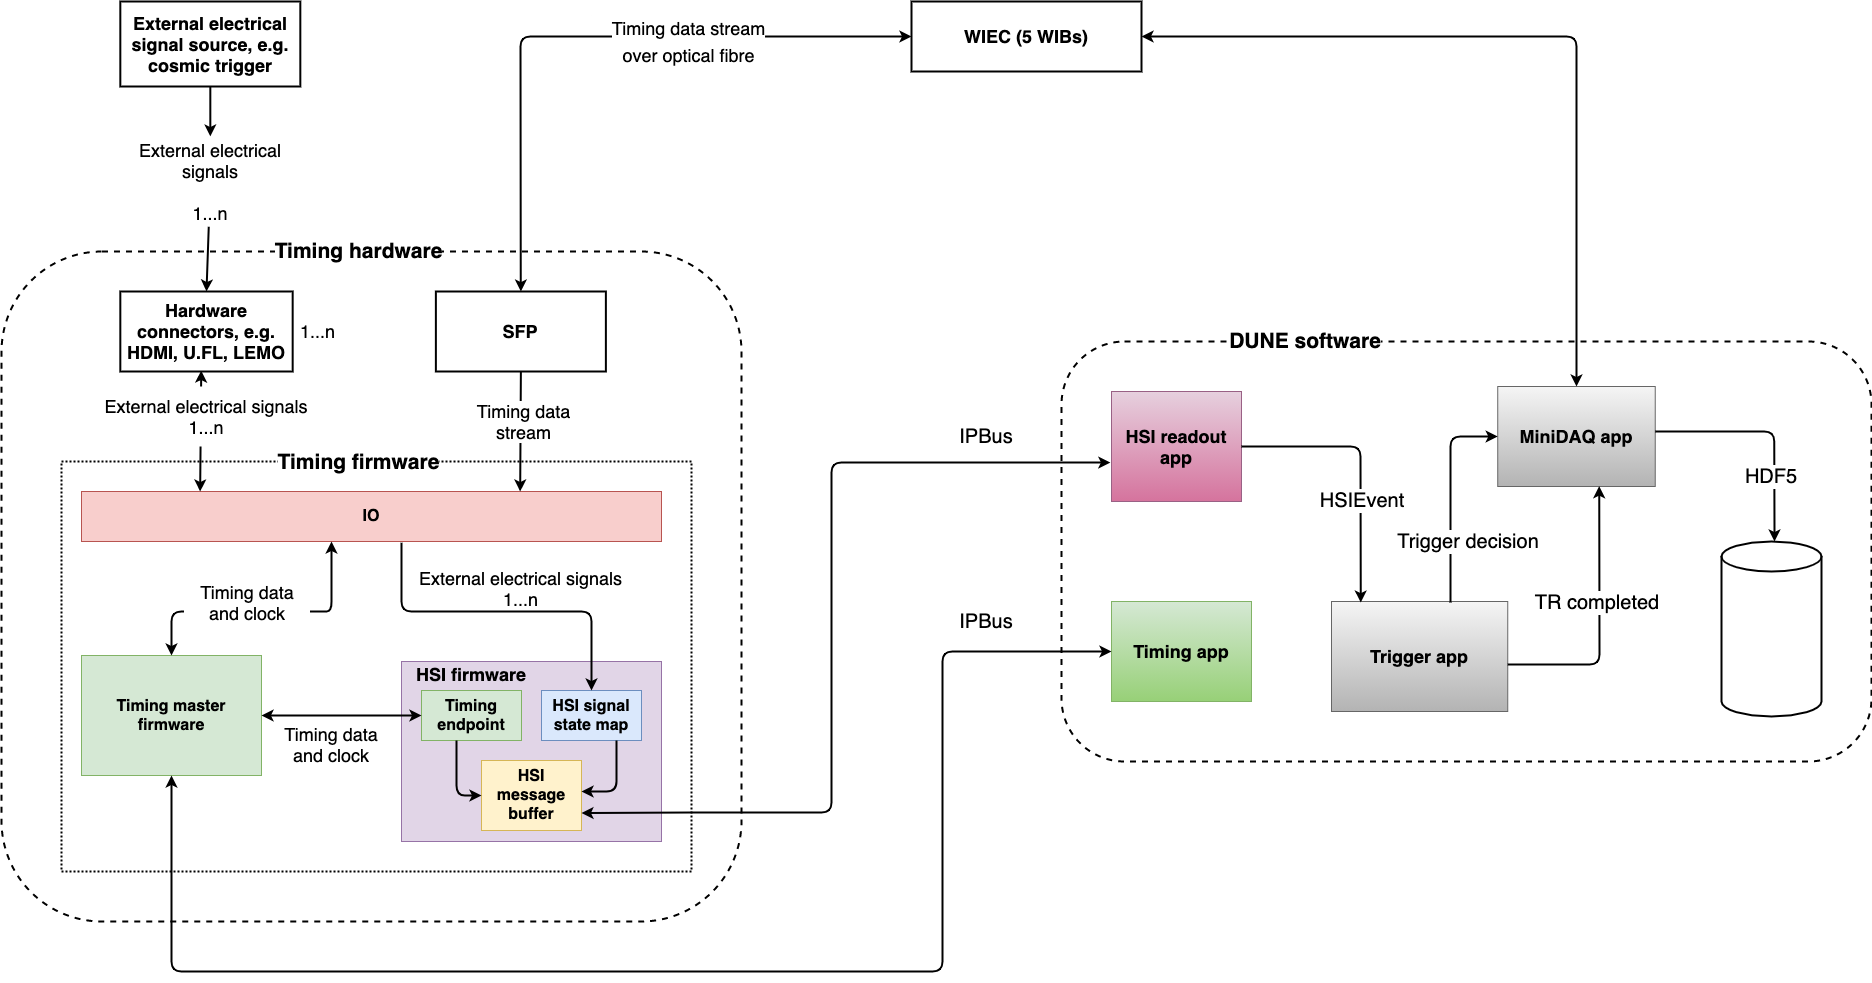 External electrical
signal source, e.g.
cosmic trigger
Timing data stream
over optical fibre
WIEC (5 WIBs)
External electrical
signals
1...n
Timing hardware
Hardware
connectors, e.g.
HDMI, U.FL, LEMO
1...n
SFP
External electrical signals
1...n
Timing data
stream
Timing firmware
IO
Timing data
and clock
External electrical signals
1...n
Timing master
firmware
Timing data
and clock
HSI firmware
Timing
endpoint
HSI signal
state map
HSI
message
buffer
IPBus
IPBus
DUNE software
HSI readout
app
MiniDAQ app
HDF5
HSIEvent
Trigger decision
TR completed
Timing app
Trigger app